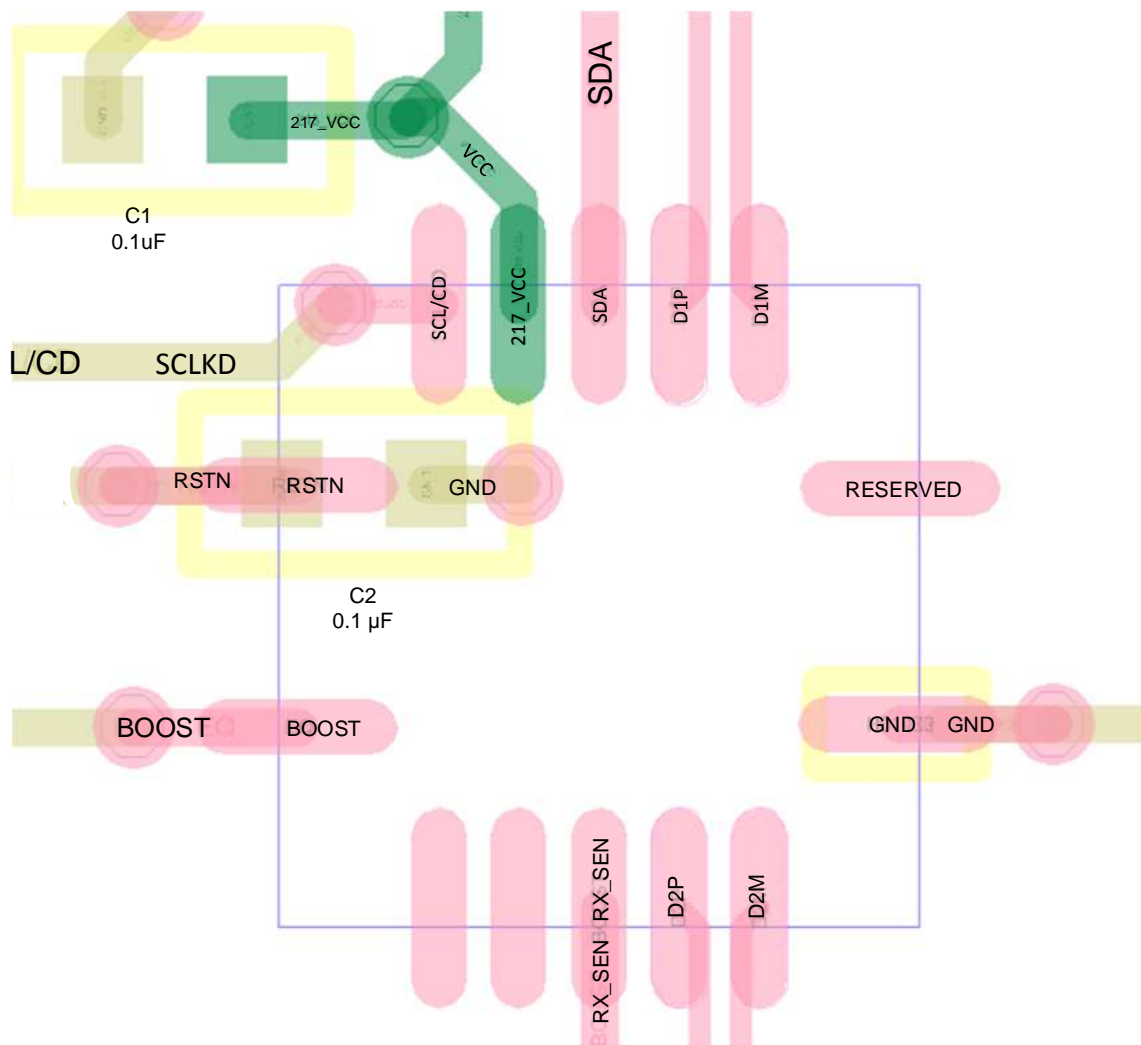 SDA
217_VCC
VCC
C1
0.1uF
SCL/CD
217_VCC
SDA
D1P
D1M
L/CD
SCLKD
RSTN
RSTN
GND
RESERVED
C2
0.1 µF
BOOST
BOOST
GND
GND
RX_SEN
RX_SEN
D2P
D2M